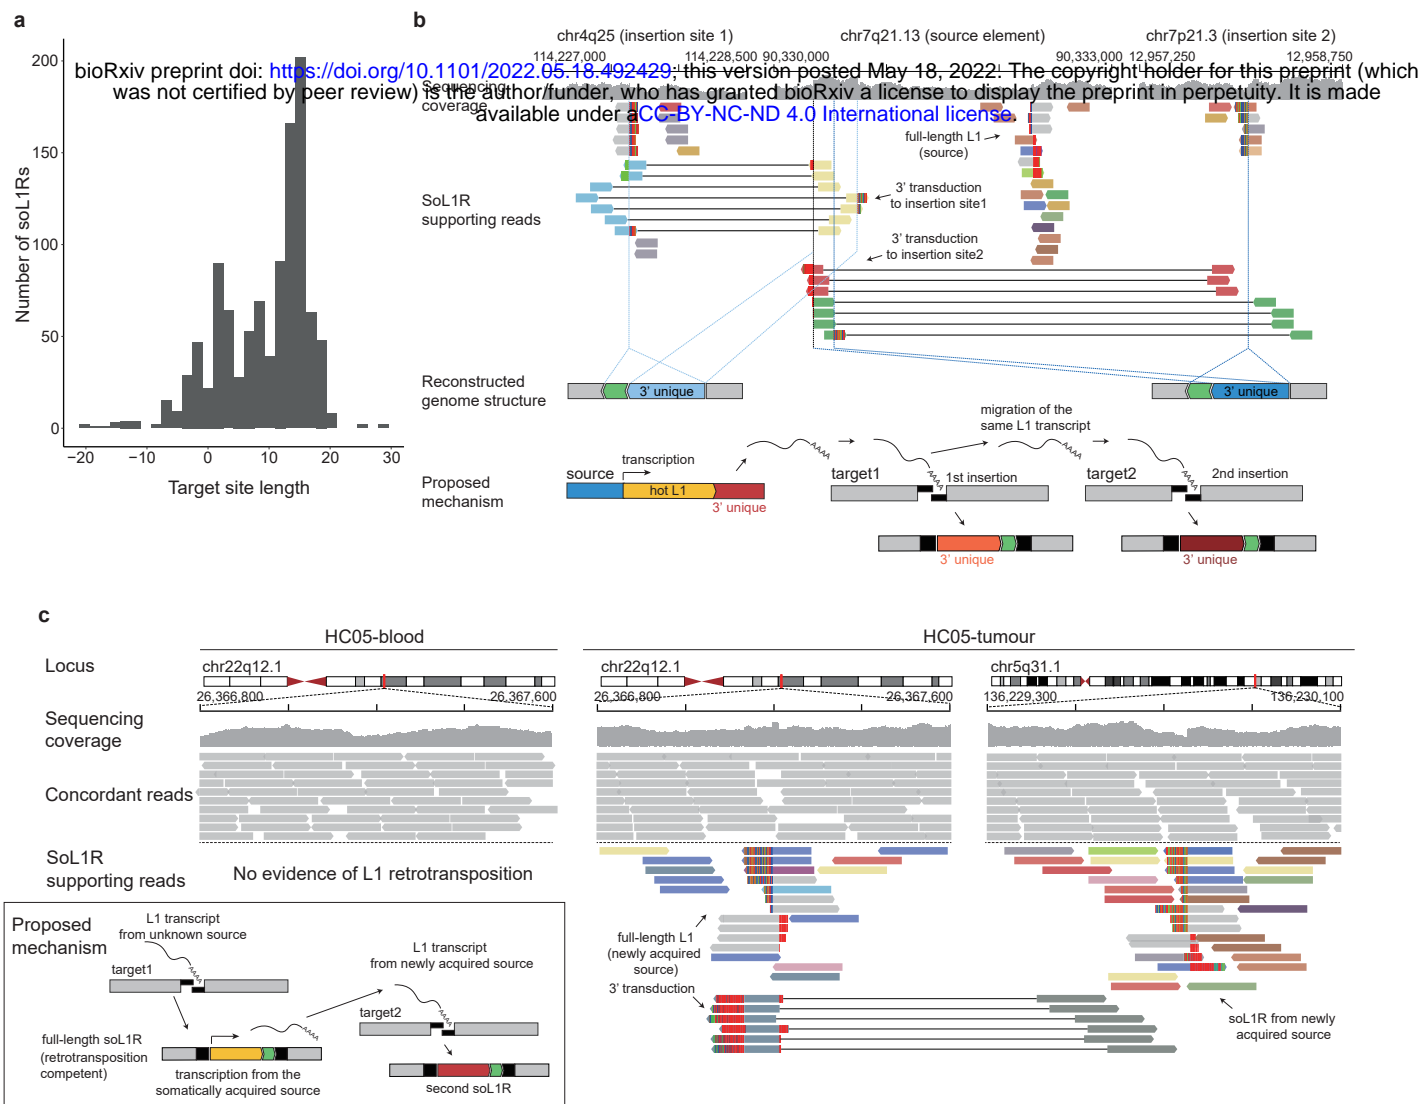 a
200
150
100
50
0
Number of soL1Rs
−20
−10
0
10
20
30
Target site length
b
chr4q25 (insertion site 1)
chr7q21.13 (source element)
chr7p21.3 (insertion site 2)
114,227,000
114,228,500
90,330,000
90,333,000
12,957,250
12,958,750
bioRxiv preprint doi: https://doi.org/10.1101/2022.05.18.492429; this version posted May 18, 2022. The copyright holder for this preprint (which
was not certified by peer review) is the author/funder, who has granted bioRxiv a license to display the preprint in perpetuity. It is made
available under aCC-BY-NC-ND 4.0 International license.
Sequencing
coverage
full-length L1
(source)
SoL1R
supporting reads
3' transduction
to insertion site1
3' transduction
to insertion site2
Reconstructed
genome structure
3' unique
3' unique
Proposed
mechanism
source
transcription
hot L1
3' unique
AAAA
target1
AAAA
1st insertion
migration of the
same L1 transcript
AAAA
target2
AAAA
2nd insertion
3' unique
3' unique
c
HC05-blood
HC05-tumour
Locus
chr22q12.1
26,366,800
26,367,600
chr22q12.1
26,366,800
26,367,600
chr5q31.1
136,229,300
136,230,100
Sequencing
coverage
Concordant reads
SoL1R
supporting reads
No evidence of L1 retrotransposition
full-length L1
(newly acquired
source)
3' transduction
soL1R from newly
acquired source
Proposed
mechanism
L1 transcript
from unknown source
AAAA
target1
full-length soL1R
(retrotransposition
competent)
AAAA
transcription from the
somatically acquired source
L1 transcript
from newly acquired source
AAAA
target2
second soL1R